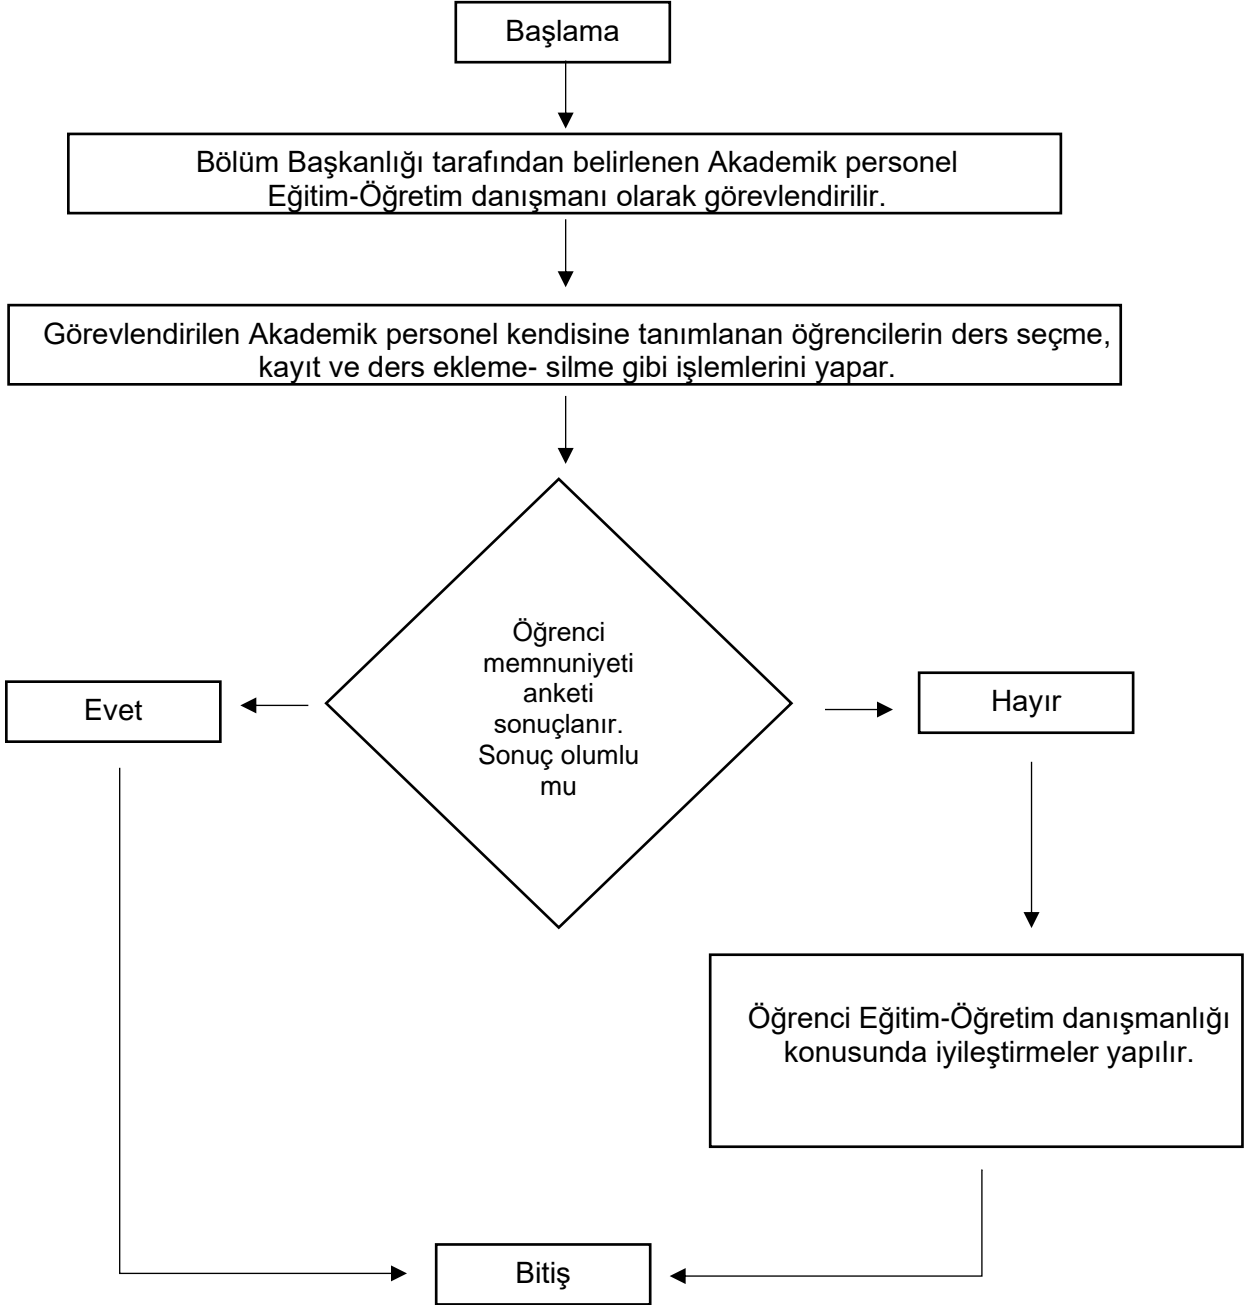 Başlama
Bölüm Başkanlığı tarafından belirlenen Akademik personel
Eğitim-Öğretim danışmanı olarak görevlendirilir.
Görevlendirilen Akademik personel kendisine tanımlanan öğrencilerin ders seçme,
kayıt ve ders ekleme- silme gibi işlemlerini yapar.
Öğrenci
memnuniyeti
anketi
sonuçlanır.
Sonuç olumlu
mu
Evet
Hayır
Öğrenci Eğitim-Öğretim danışmanlığı
konusunda iyileştirmeler yapılır.
Bitiş